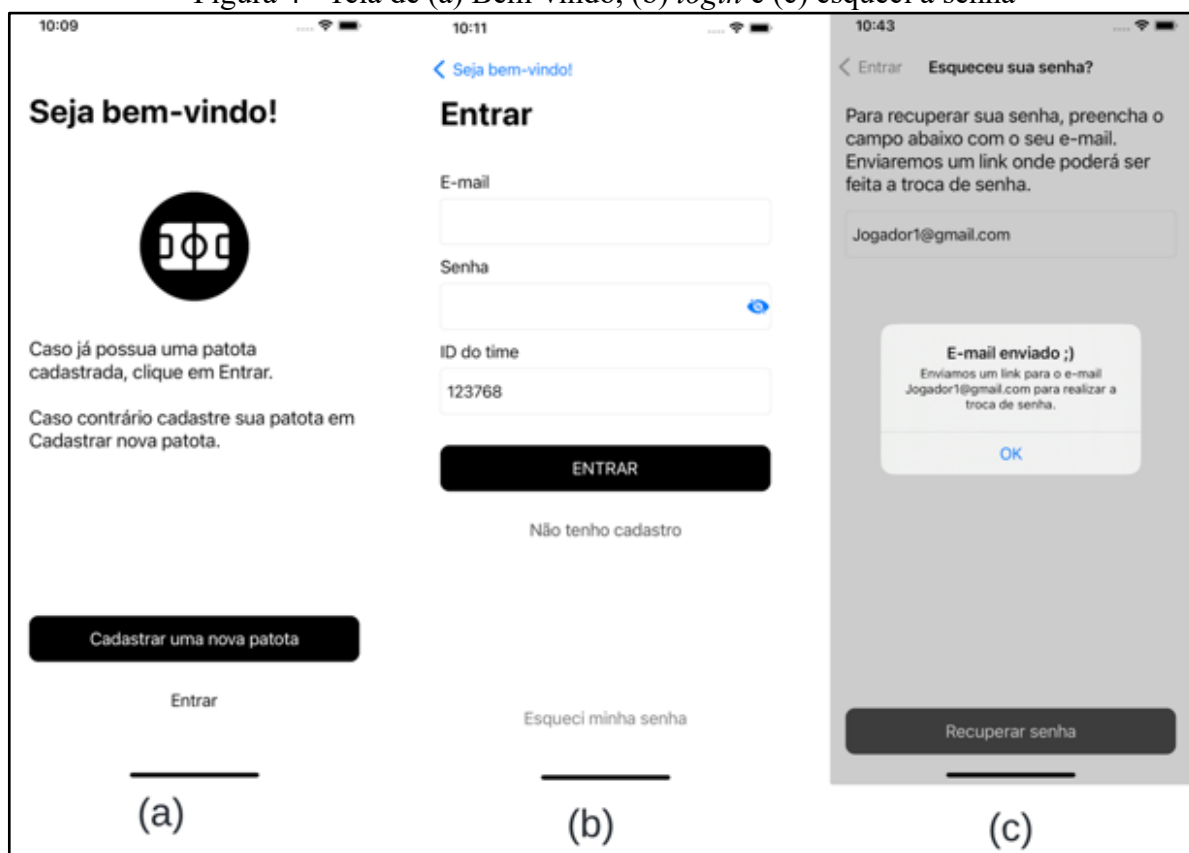 Figura 4 - Tela de (a) Bem-vindo, (b) login e (c) esqueci a senha
10:09
Seja bem-vindo!
Caso já possua uma patota
cadastrada, clique em Entrar.
Caso contrário cadastre sua patota em
Cadastrar nova patota.
Cadastrar uma nova patota
Entrar
(a)
10:11
Seja bem-vindo!
Entrar
E-mail
Senha
ID do time
123768
ENTRAR
Não tenho cadastro
Esqueci minha senha
(b)
10:43
Entrar Esqueceu sua senha?
Para recuperar sua senha, preencha o
campo abaixo com o seu e-mail.
Enviaremos um link onde poderá ser
feita a troca de senha.
Jogador1@gmail.com
E-mail enviado ;)
Enviamos um link para o e-mail
Jogador1@gmail.com para realizar a
troca de senha.
OK
Recuperar senha
(c)